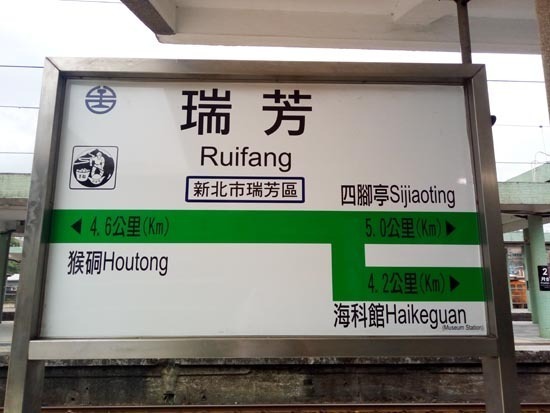 瑞芳
Ruifang
新北市瑞芳區
四腳亭Sijiaoting
◀ 4.6公里(Km)
5.0公里(Km) ▶
猴硐Houtong
4.2公里(Km) ▶
海科館Haikeguan
(Museum Station)
2